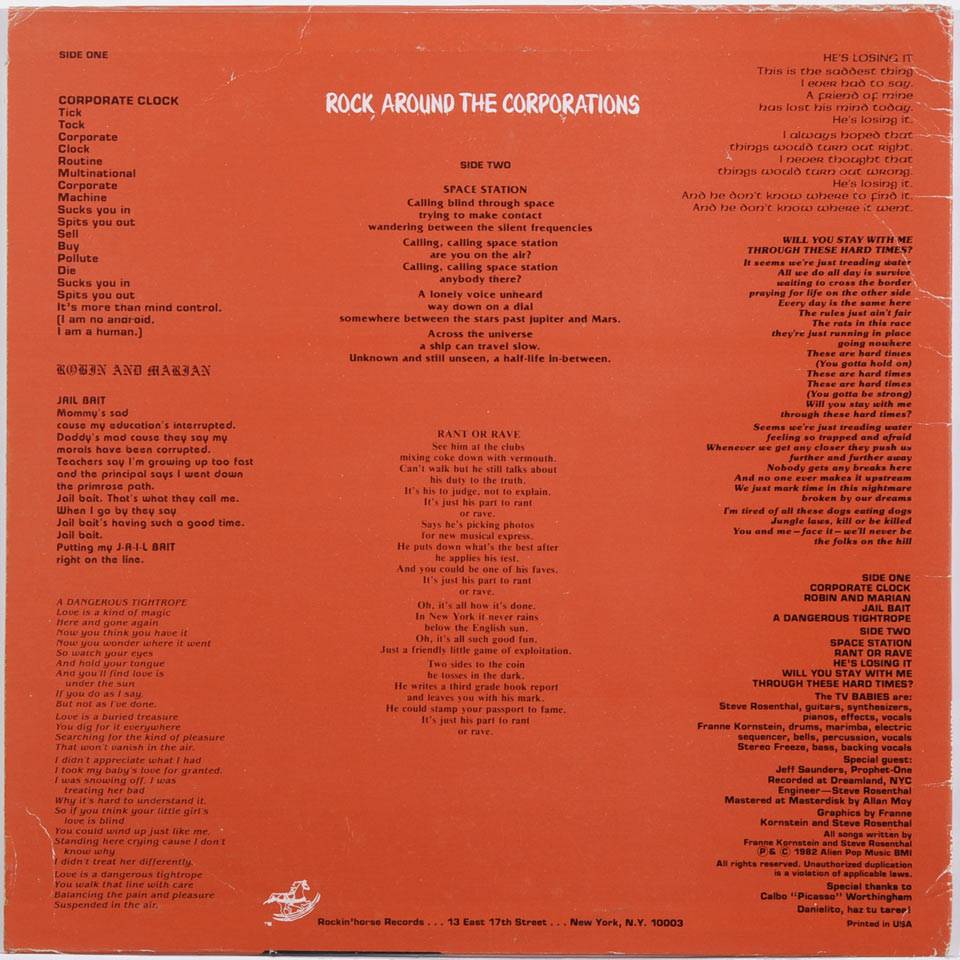 SIDE ONE
CORPORATE CLOCK
Tick
Tock
Corporate
Clock
Routine
Multinational
Corporate
Machine
Sucks you in
Spits you out
Sell
Buy
Pollute
Die
Sucks you in
Spits you out
It's more than mind control.
[I am no android.
I am a human.]
ROBIN AND MARIAN
JAIL BAIT
Mommy's sad
cause my education's interrupted.
Daddy's mad cause they say my
morals have been corrupted.
Teachers say I'm growing up too fast
and the principal says I went down
the primrose path.
Jail bait. That's what they call me.
When I go by they say
Jail bait's having such a good time.
Jail bait.
Putting my J-A-I-L BAIT
right on the line.
A DANGEROUS TIGHTROPE
Love is a kind of magic
Here and gone again
Now you think you have it
Now you wonder where it went
So watch your eyes
And hold your tongue
And you'll find love is
under the sun
If you do as I say.
But not as I've done.
Love is a buried treasure
You dig for it everywhere
Searching for the kind of pleasure
That won't vanish in the air.
I didn't appreciate what I had
I took my baby's love for granted.
I was snowing off, I was
treating her bad
Why it's hard to understand it.
So if you think your little girl's
love is blind
You could wind up just like me.
Standing here crying cause I don't
know why
I didn't treat her differently.
Love is a dangerous tightrope
You walk that line with care
Balancing the pain and pleasure
Suspended in the air.
ROCK AROUND THE CORPORATIONS
SIDE TWO
SPACE STATION
Calling blind through space
trying to make contact
wandering between the silent frequencies
Calling, calling space station
are you on the air?
Calling, calling space station
anybody there?
A lonely voice unheard
way down on a dial
somewhere between the stars past jupiter and Mars.
Across the universe
a ship can travel slow.
Unknown and still unseen, a half-life in-between.
RANT OR RAVE
See him at the clubs
mixing coke down with vermouth.
Can't walk but he still talks about
his duty to the truth.
It's his to judge, not to explain.
It's just his part to rant
or rave.
Says he's picking photos
for new musical express.
He puts down what's the best after
he applies his test.
And you could be one of his faves.
It's just his part to rant
or rave.
Oh, it's all how it's done.
In New York it never rains
below the English sun.
Oh, it's all such good fun.
Just a friendly little game of exploitation.
Two sides to the coin
he tosses in the dark.
He writes a third grade book report
and leaves you with his mark.
He could stamp your passport to fame.
It's just his part to rant
or rave.
Rockin'horse Records . . . 13 East 17th Street . . . New York, N.Y. 10003
HE'S LOSING IT
This is the saddest thing
I ever had to say.
A friend of mine
has lost his mind today.
He's losing it.
I always hoped that
things would turn out right.
I never thought that
things would turn out wrong.
He's losing it.
And he don't know where to find it.
And he don't know where it went.
WILL YOU STAY WITH ME
THROUGH THESE HARD TIMES?
It seems we're just treading water
All we do all day is survive
waiting to cross the border
praying for life on the other side
Every day is the same here
The rules just ain't fair
The rats in this race
they're just running in place
going nowhere
These are hard times
(You gotta hold on)
These are hard times
These are hard times
(You gotta be strong)
Will you stay with me
through these hard times?
Seems we're just treading water
feeling so trapped and afraid
Whenever we get any closer they push us
further and further away
Nobody gets any breaks here
And no one ever makes it upstream
We just mark time in this nightmare
broken by our dreams
I'm tired of all these dogs eating dogs
Jungle laws, kill or be killed
You and me—face it—we'll never be
the folks on the hill
SIDE ONE
CORPORATE CLOCK
ROBIN AND MARIAN
JAIL BAIT
A DANGEROUS TIGHTROPE
SIDE TWO
SPACE STATION
RANT OR RAVE
HE'S LOSING IT
WILL YOU STAY WITH ME
THROUGH THESE HARD TIMES?
The TV BABIES are:
Steve Rosenthal, guitars, synthesizers,
pianos, effects, vocals
Franne Kornstein, drums, marimba, electric
sequencer, bells, percussion, vocals
Stereo Freeze, bass, backing vocals
Special guest:
Jeff Saunders, Prophet-One
Recorded at Dreamland, NYC
Engineer—Steve Rosenthal
Mastered at Masterdisk by Allan Moy
Graphics by Franne
Kornstein and Steve Rosenthal
All songs written by
Franne Kornstein and Steve Rosenthal
Ⓟ & © 1982 Alien Pop Music BMI
All rights reserved. Unauthorized duplication
is a violation of applicable laws.
Special thanks to
Calbo "Picasso" Worthingham
Danielito, haz tu tarea!
Printed in USA